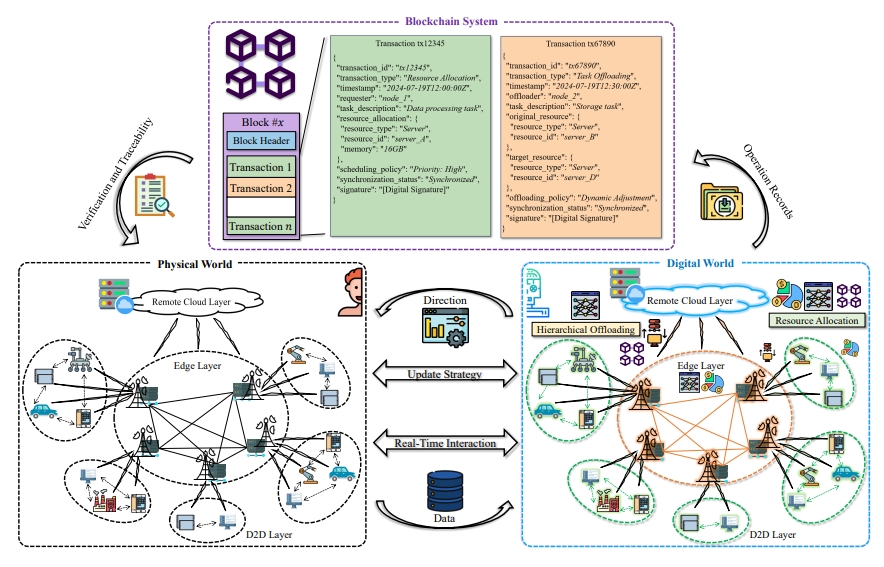 Blockchain System
Block #x
Block Header
Transaction 1
Transaction 2
Transaction n
Transaction tx12345
{
"transaction_id": "tx12345",
"transaction_type": "Resource Allocation",
"timestamp": "2024-07-19T12:00:00Z",
"requester": "node_1",
"task_description": "Data processing task",
"resource_allocation": {
"resource_type": "Server",
"resource_id": "server_A",
"memory": "16GB"
},
"scheduling_policy": "Priority: High",
"synchronization_status": "Synchronized",
"signature": "[Digital Signature]"
}
Transaction tx67890
{
"transaction_id": "tx67890",
"transaction_type": "Task Offloading",
"timestamp": "2024-07-19T12:30:00Z",
"offloader": "node_2",
"task_description": "Storage task",
"original_resource": {
"resource_type": "Server",
"resource_id": "server_B"
},
"target_resource": {
"resource_type": "Server",
"resource_id": "server_D"
},
"offloading_policy": "Dynamic Adjustment",
"synchronization_status": "Synchronized",
"signature": "[Digital Signature]"
}
Verification and Traceability
Operation Records
Physical World
Remote Cloud Layer
Edge Layer
D2D Layer
Direction
Update Strategy
Real-Time Interaction
Data
Digital World
Remote Cloud Layer
Resource Allocation
Hierarchical Offloading
Edge Layer
D2D Layer